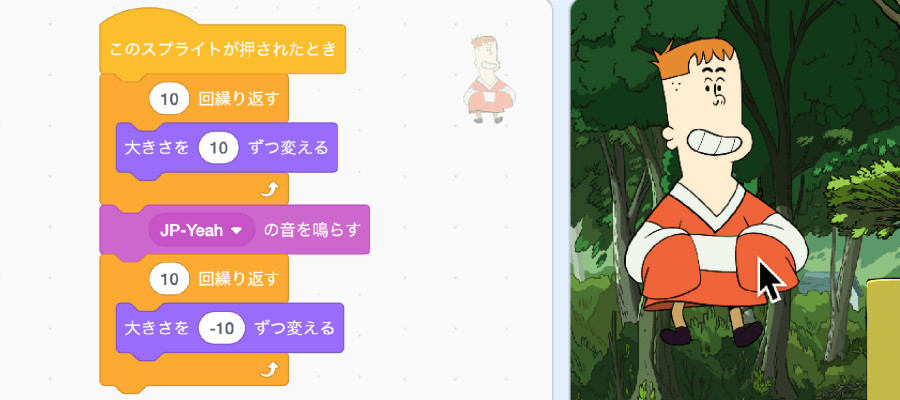 このスプライトが押されたとき
10 回繰り返す
大きさを 10 ずつ変える
JP-Yeah の音を鳴らす
10 回繰り返す
大きさを -10 ずつ変える